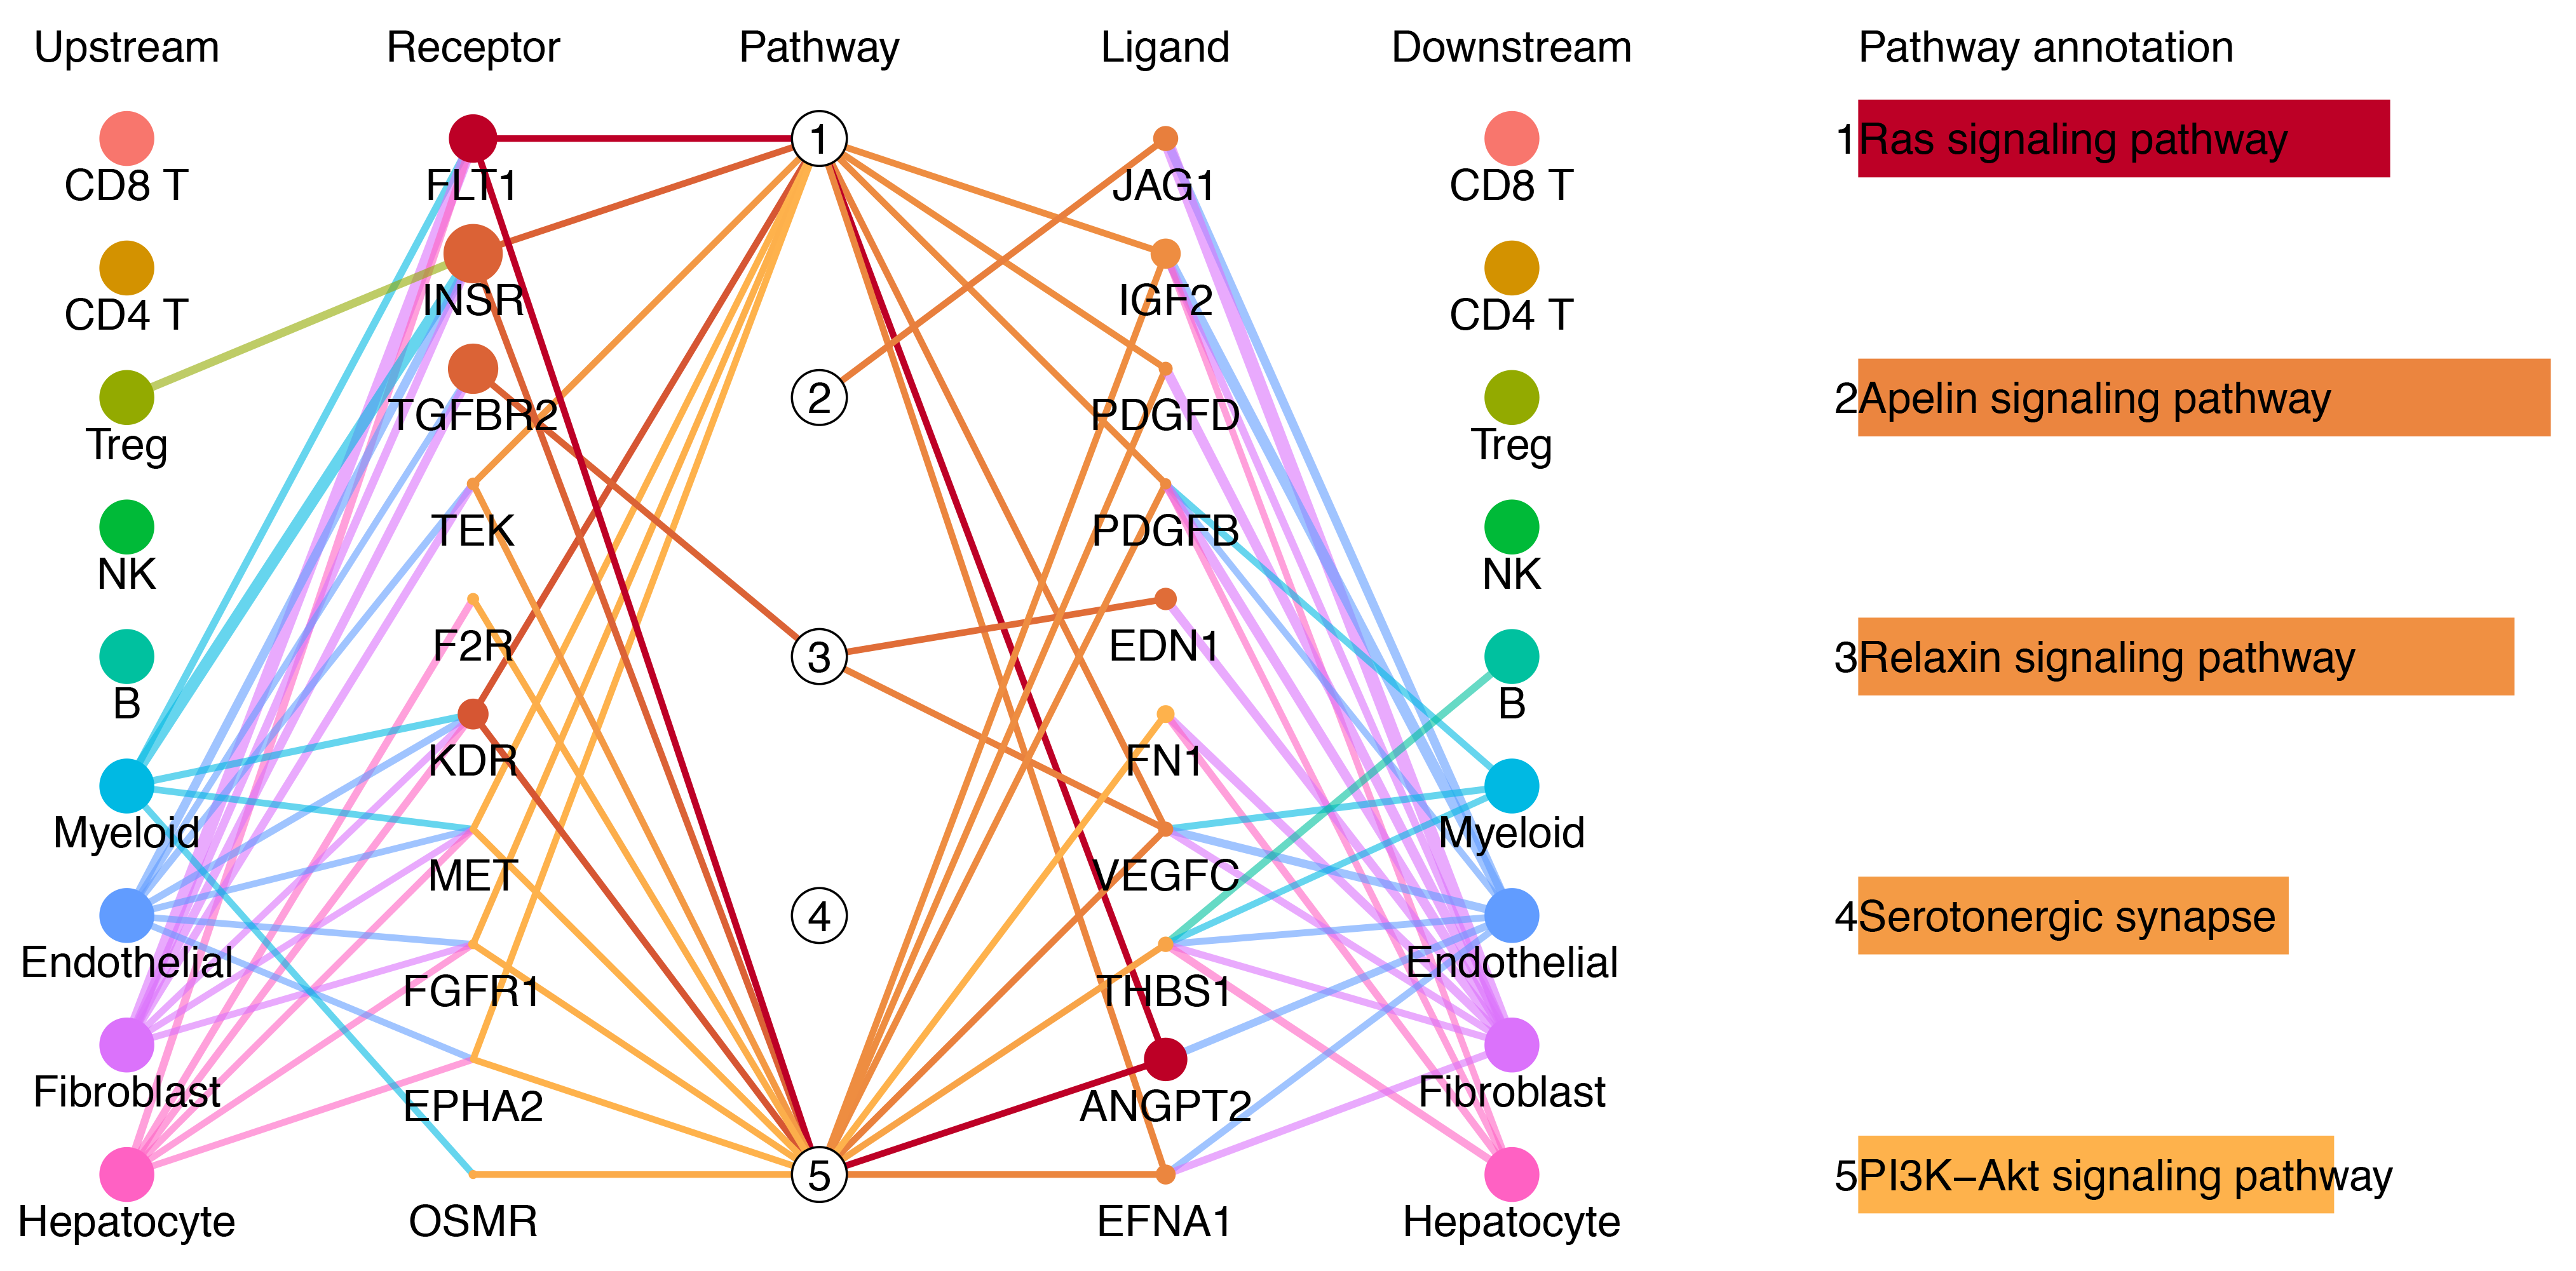 Upstream
Receptor
Pathway
Ligand
Downstream
Pathway annotation
CD8 T
CD4 T
Treg
NK
B
Myeloid
Endothelial
Fibroblast
Hepatocyte
FLT1
INSR
TGFBR2
TEK
F2R
KDR
MET
FGFR1
EPHA2
OSMR
1
2
3
4
5
JAG1
IGF2
PDGFD
PDGFB
EDN1
FN1
VEGFC
THBS1
ANGPT2
EFNA1
CD8 T
CD4 T
Treg
NK
B
Myeloid
Endothelial
Fibroblast
Hepatocyte
1 Ras signaling pathway
2 Apelin signaling pathway
3 Relaxin signaling pathway
4 Serotonergic synapse
5 PI3K−Akt signaling pathway